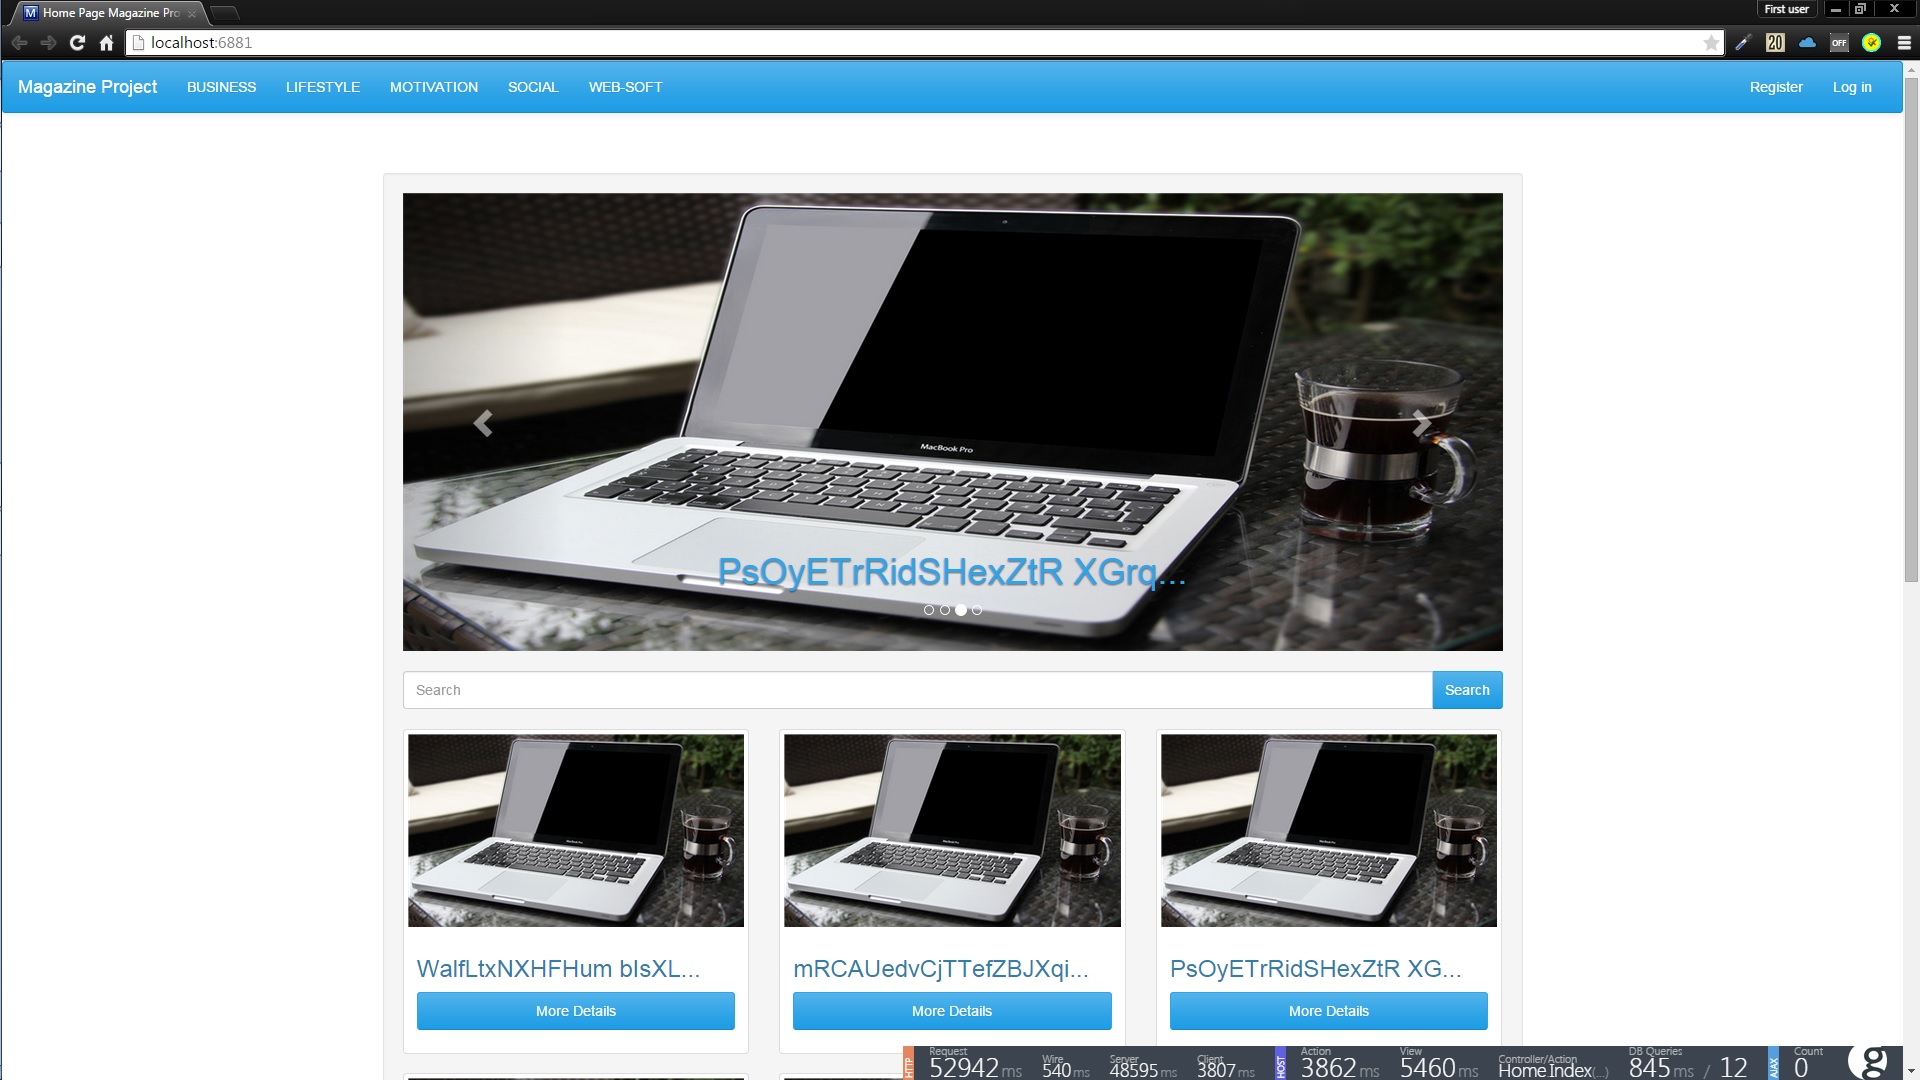 Home Page Magazine Pro
First user
localhost:6881
20
OFF
Magazine Project
BUSINESS
LIFESTYLE
MOTIVATION
SOCIAL
WEB-SOFT
Register
Log in
MacBook Pro
PsOyETrRidSHexZtR XGrq...
Search
Search
WalfLtxNXHFHum bIsXL...
mRCAUedvCjTTefZBJXqi...
PsOyETrRidSHexZtR XG...
More Details
More Details
More Details
HTTP
Request
52942 ms
Wire
540 ms
Server
48595 ms
Client
3807 ms
HOST
Action
3862 ms
View
5460 ms
Controller/Action
HomeIndex(...)
DB Queries
845 ms / 12
AJAX
Count
0
g